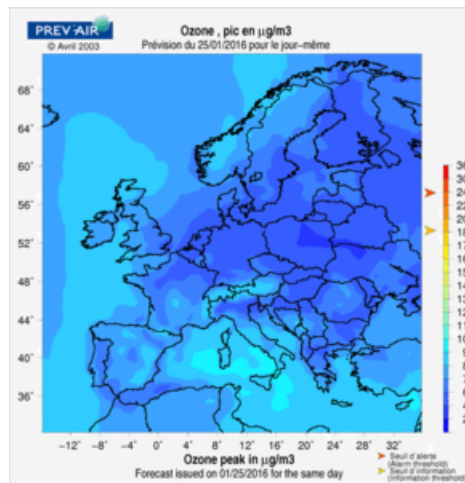 PREV'AIR
© Avril 2003
Ozone , pic en µg/m3
Prévision du 25/01/2016 pour le jour-même
68°
64°
60°
56°
52°
48°
44°
40°
36°
-12° -8° -4° 0° 4° 8° 12° 16° 20° 24° 28° 32°
Ozone peak in µg/m3
Forecast issued on 01/25/2016 for the same day
Seuil d'alerte
(Alarm threshold)
Seuil d'information
(Information threshold)